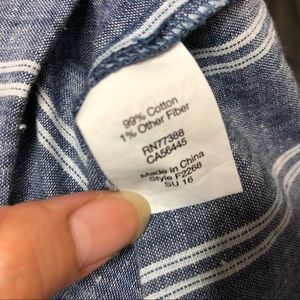 99% Cotton
1% Other Fiber
RN77388
CA56445
Made in China
Style F2268
SU 16